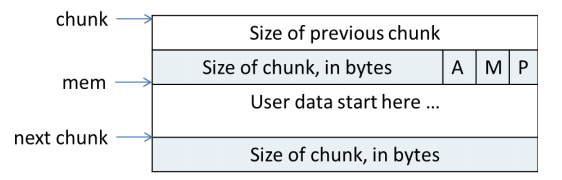 chunk
Size of previous chunk
Size of chunk, in bytes A M P
mem
User data start here ...
next chunk
Size of chunk, in bytes